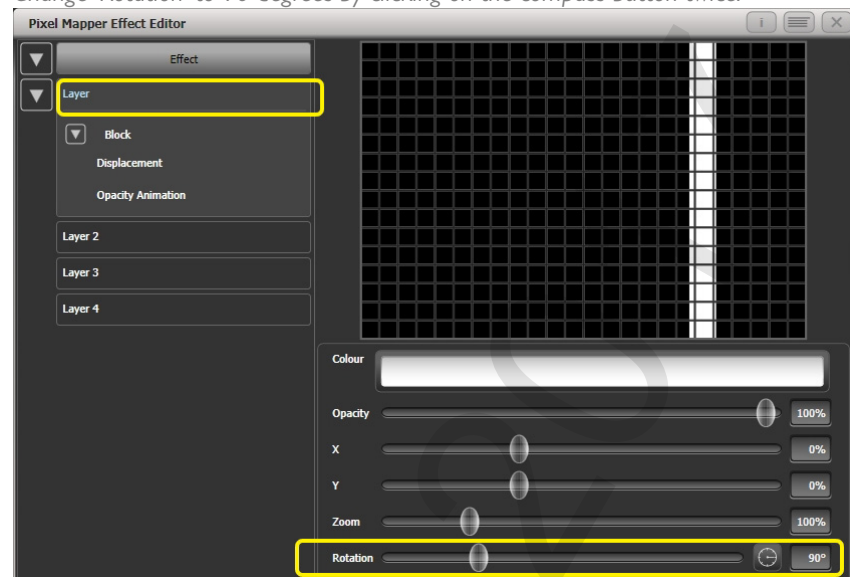 Change 'Rotation' to 90 degrees by clicking on the compass button once.
Pixel Mapper Effect Editor
i
Effect
Layer
Block
Displacement
Opacity Animation
Layer 2
Layer 3
Layer 4
Colour
Opacity 100%
X 0%
Y 0%
Zoom 100%
Rotation 90°